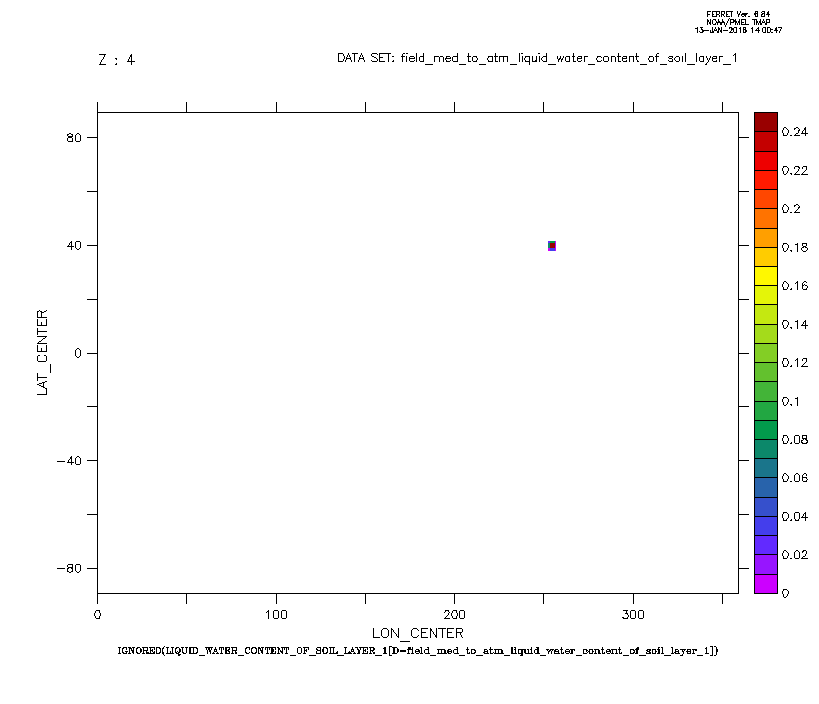 FERRET Ver. 6.84
NOAA/PMEL TMAP
13-JAN-2016 14:00:47
Z : 4
DATA SET: field_med_to_atm_liquid_water_content_of_soil_layer_1
80
40
0
-40
-80
LAT_CENTER
0 100 200 300
LON_CENTER
0.24
0.22
0.2
0.18
0.16
0.14
0.12
0.1
0.08
0.06
0.04
0.02
0
IGNORE0(LIQUID_WATER_CONTENT_OF_SOIL_LAYER_1[D=field_med_to_atm_liquid_water_content_of_soil_layer_1])